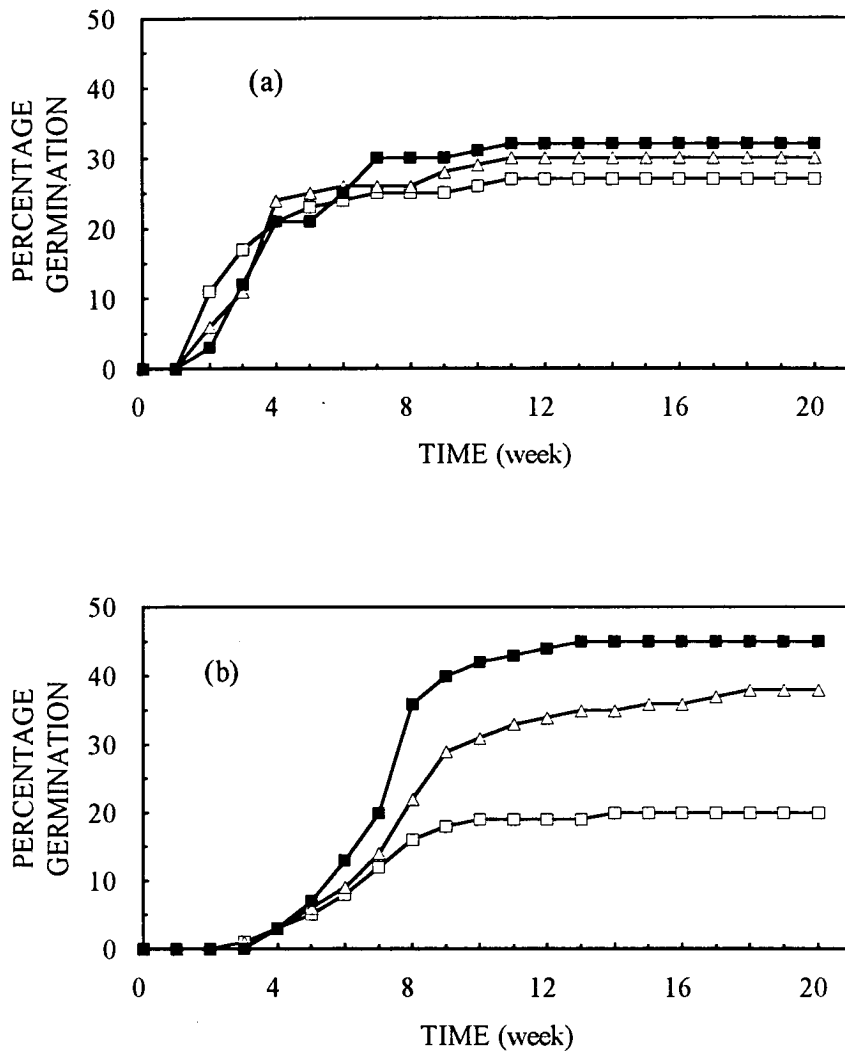 50
(a)
40
30
20
10
0
PERCENTAGE
GERMINATION
0 4 8 12 16 20
TIME (week)
50
(b)
40
30
20
10
0
PERCENTAGE
GERMINATION
0 4 8 12 16 20
TIME (week)